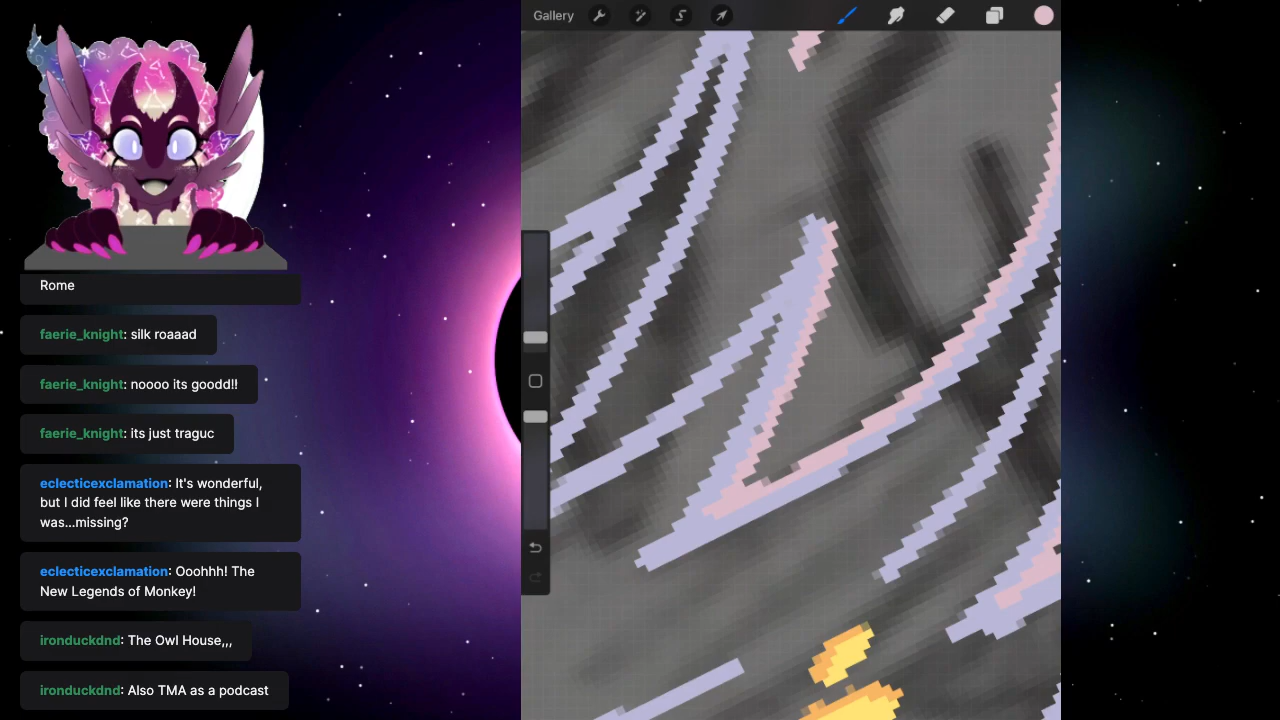 Gallery
Rome
faerie_knight: silk roaaad
faerie_knight: noooo its goodd!!
faerie_knight: its just traguc
eclecticexclamation: It's wonderful,
but I did feel like there were things I
was...missing?
eclecticexclamation: Ooohhh! The
New Legends of Monkey!
ironduckdnd: The Owl House,,,
ironduckdnd: Also TMA as a podcast